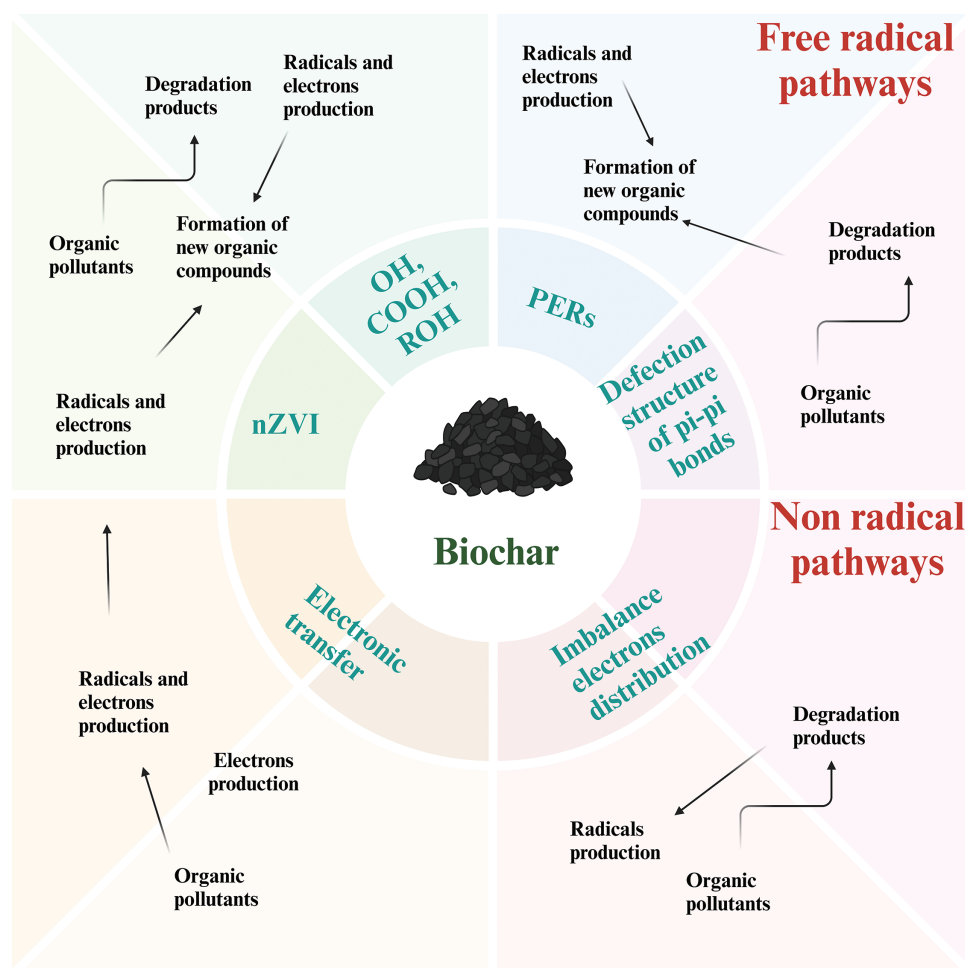 Free radical
pathways
Radicals and
electrons
production
Degradation
products
Radicals and
electrons
production
Formation of
new organic
compounds
Organic
pollutants
Formation of
new organic
compounds
Degradation
products
OH,
COOH,
ROH
PERs
Defection
structure
of pi-pi
bonds
nZVI
Radicals and
electrons
production
Organic
pollutants
Biochar
Non radical
pathways
Electronic
transfer
Imbalance
electrons
distribution
Radicals and
electrons
production
Electrons
production
Organic
pollutants
Degradation
products
Radicals
production
Organic
pollutants